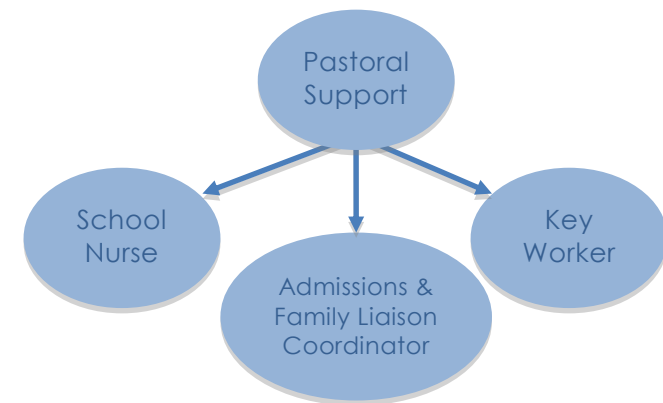 Pastoral
Support
School
Nurse
Admissions &
Family Liaison
Coordinator
Key
Worker